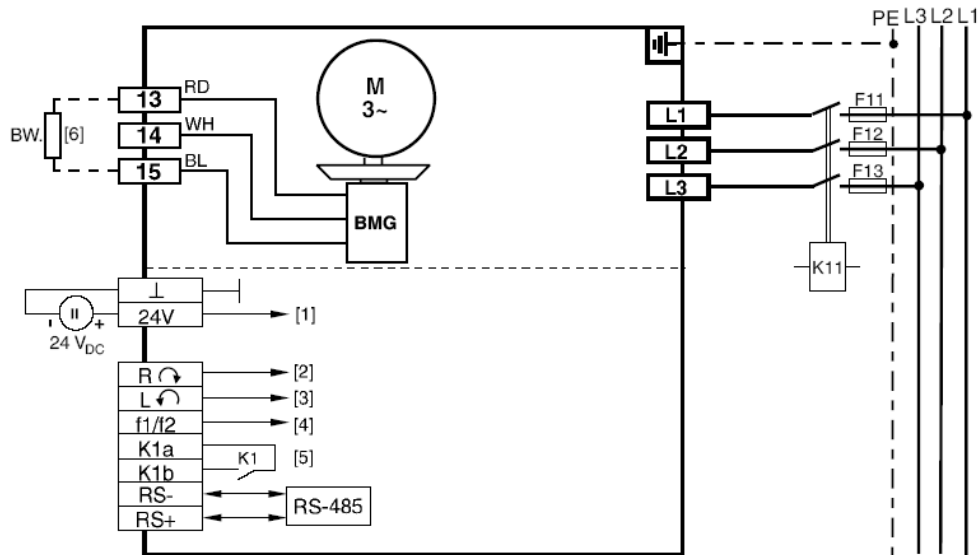 PE L3 L2 L1
M
3~
13 RD
14 WH
15 BL
BW. [6]
BMG
L1
L2
L3
F11
F12
F13
K11
⊥
24V [1]
- II +
24 VDC
R [2]
L [3]
f1/f2 [4]
K1a
K1 [5]
K1b
RS-
RS+
RS-485